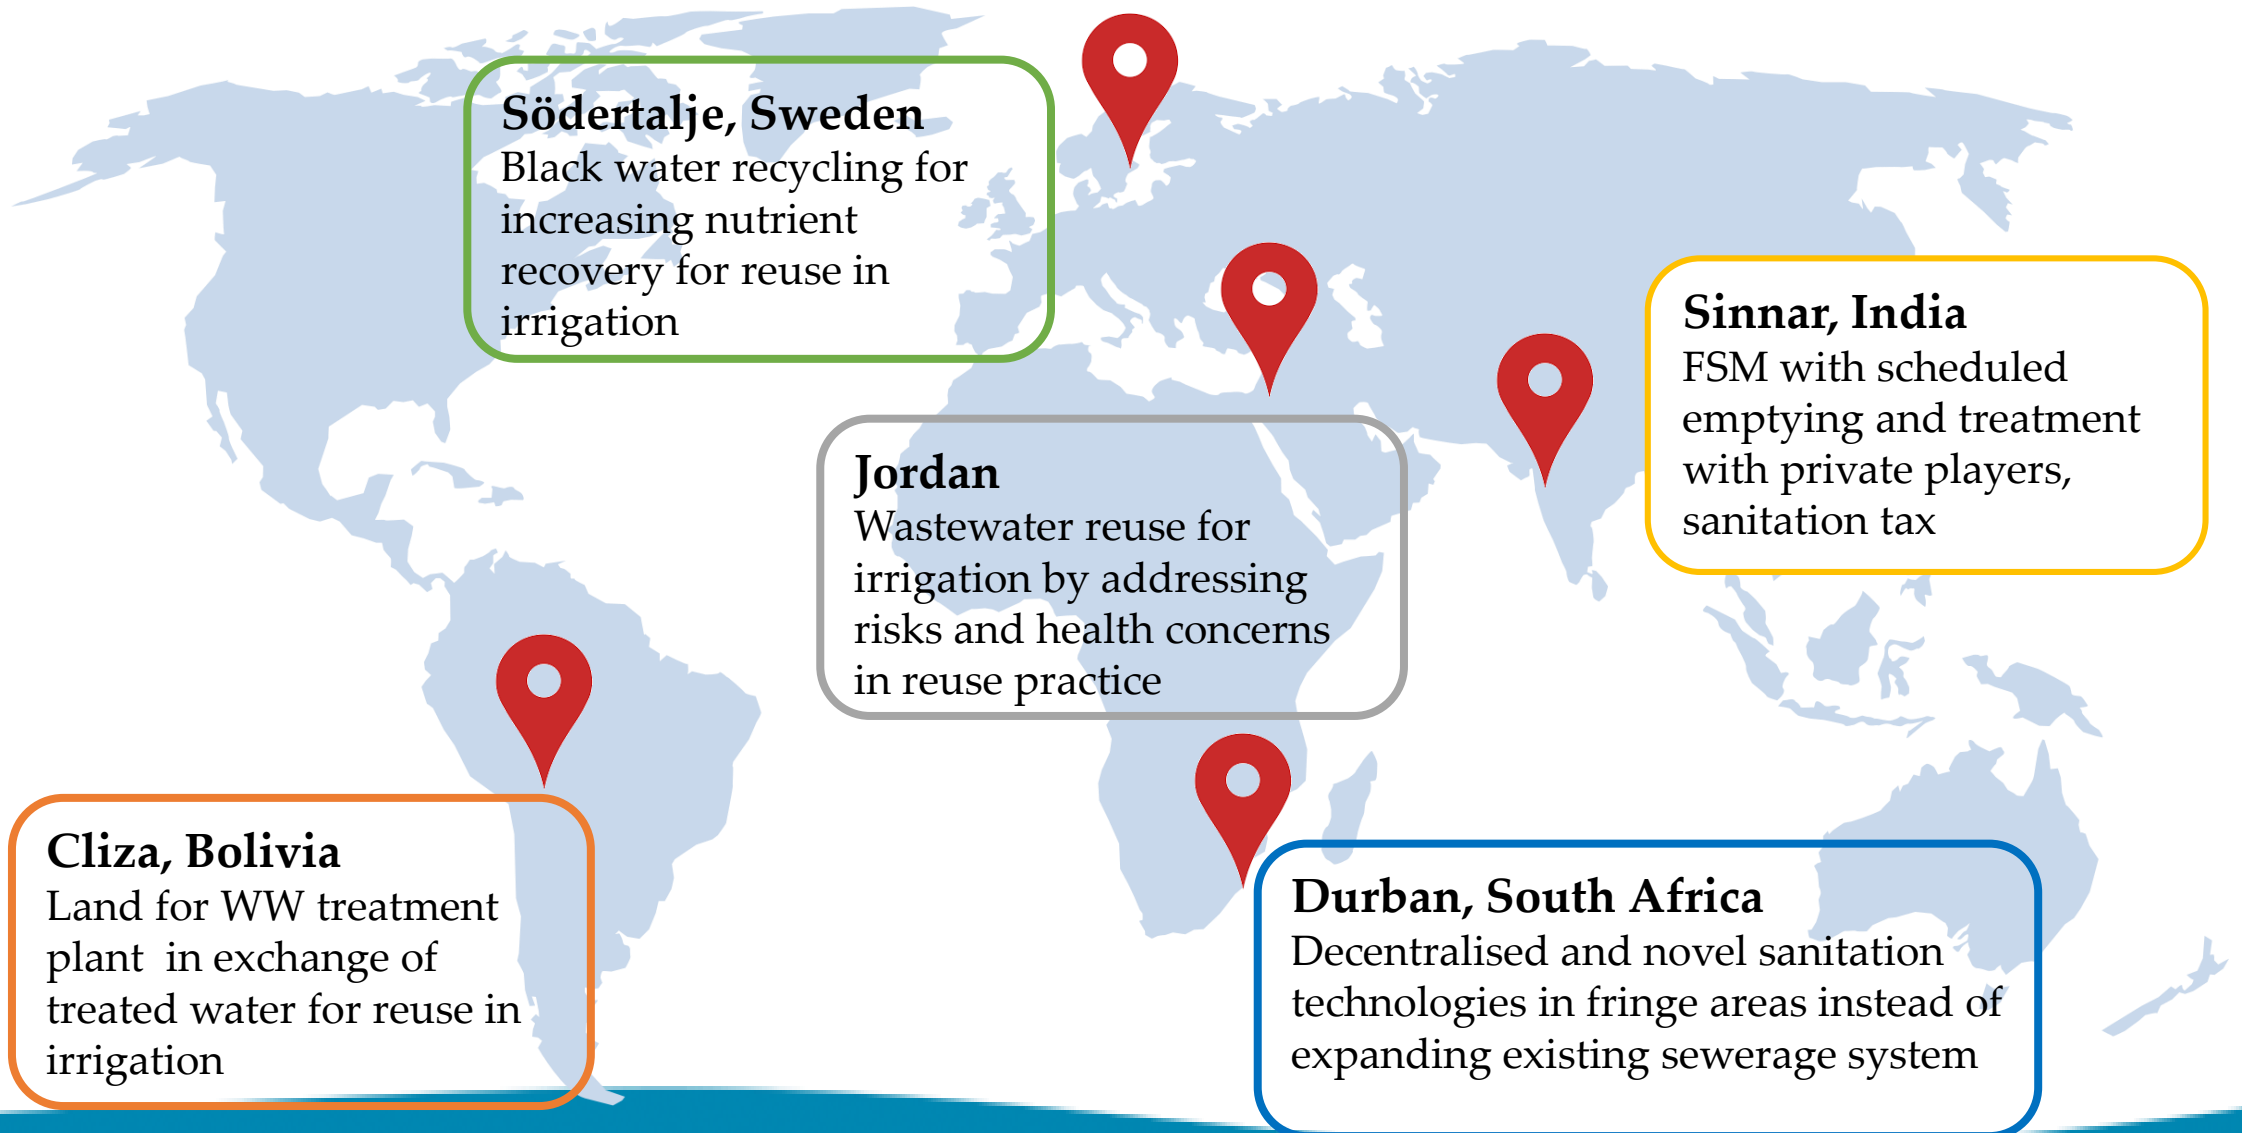 Södertalje, Sweden
Black water recycling for
increasing nutrient
recovery for reuse in
irrigation
Sinnar, India
FSM with scheduled
emptying and treatment
with private players,
sanitation tax
Jordan
Wastewater reuse for
irrigation by addressing
risks and health concerns
in reuse practice
Cliza, Bolivia
Land for WW treatment
plant  in exchange of
treated water for reuse in
irrigation
Durban, South Africa
Decentralised and novel sanitation
technologies in fringe areas instead of
expanding existing sewerage system